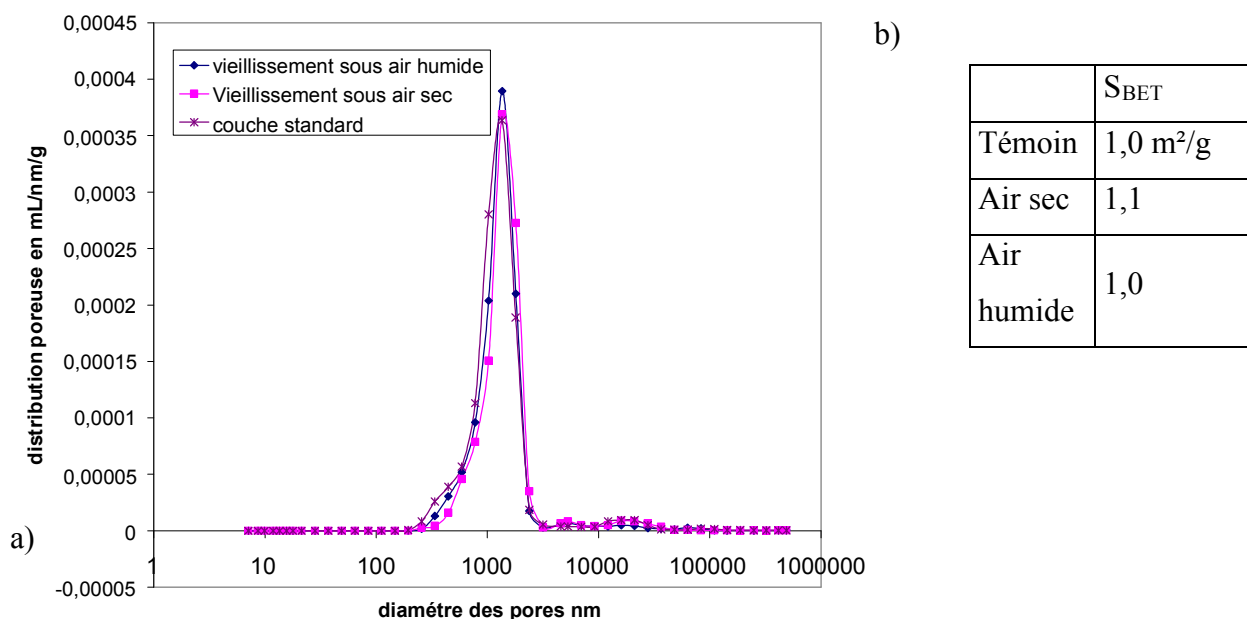 0,00045
0,0004
0,00035
0,0003
0,00025
0,0002
0,00015
0,0001
0,00005
0
-0,00005
distribution poreuse en mL/nm/g
vieillissement sous air humide
Vieillissement sous air sec
couche standard
1 10 100 1000 10000 100000 1000000
diamétre des pores nm
a)
b)
S_BET
Témoin 1,0 m²/g
Air sec 1,1
Air
humide 1,0